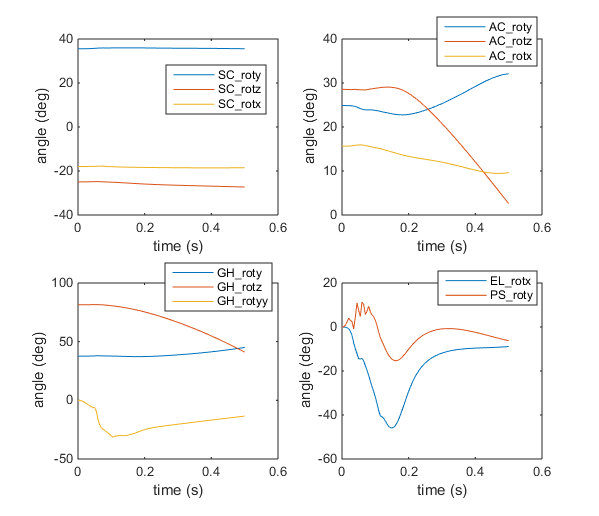 40
20
0
-20
-40
0
0.2
0.4
0.6
angle (deg)
time (s)
SC_roty
SC_rotz
SC_rotx
40
30
20
10
0
0
0.2
0.4
0.6
angle (deg)
time (s)
AC_roty
AC_rotz
AC_rotx
100
50
0
-50
0
0.2
0.4
0.6
angle (deg)
time (s)
GH_roty
GH_rotz
GH_rotyy
20
0
-20
-40
-60
0
0.2
0.4
0.6
angle (deg)
time (s)
EL_rotx
PS_roty